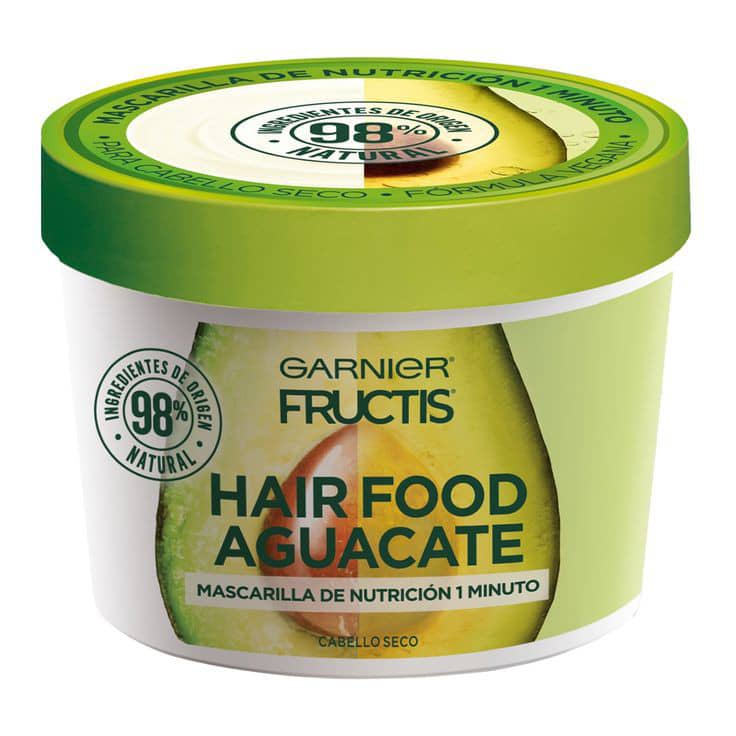 MASCARILLA DE NUTRICIÓN 1 MINUTO
• PARA CABELLO SECO • FÓRMULA VEGANA •
INGREDIENTES DE ORIGEN
98%
• NATURAL •
INGREDIENTES DE ORIGEN
98%
• NATURAL •
GARNIER®
FRUCTIS®
HAIR FOOD
AGUACATE
MASCARILLA DE NUTRICIÓN 1 MINUTO
CABELLO SECO